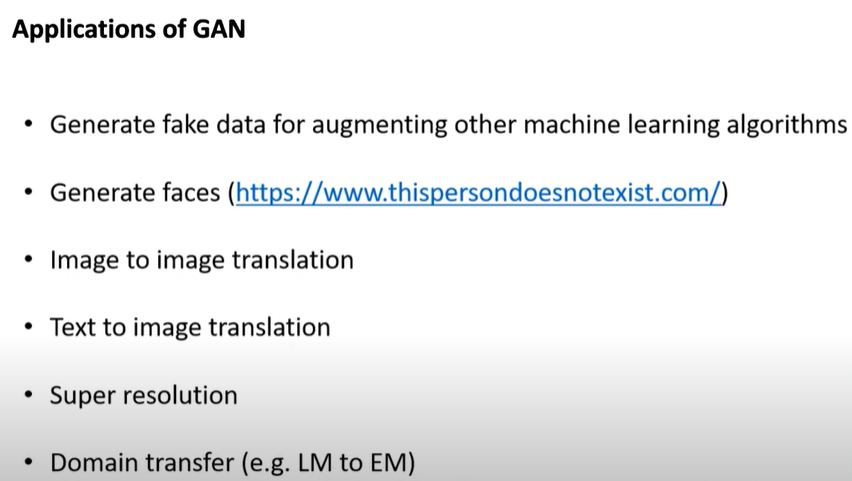 Applications of GAN
• Generate fake data for augmenting other machine learning algorithms
• Generate faces (https://www.thispersondoesnotexist.com/)
• Image to image translation
• Text to image translation
• Super resolution
• Domain transfer (e.g. LM to EM)